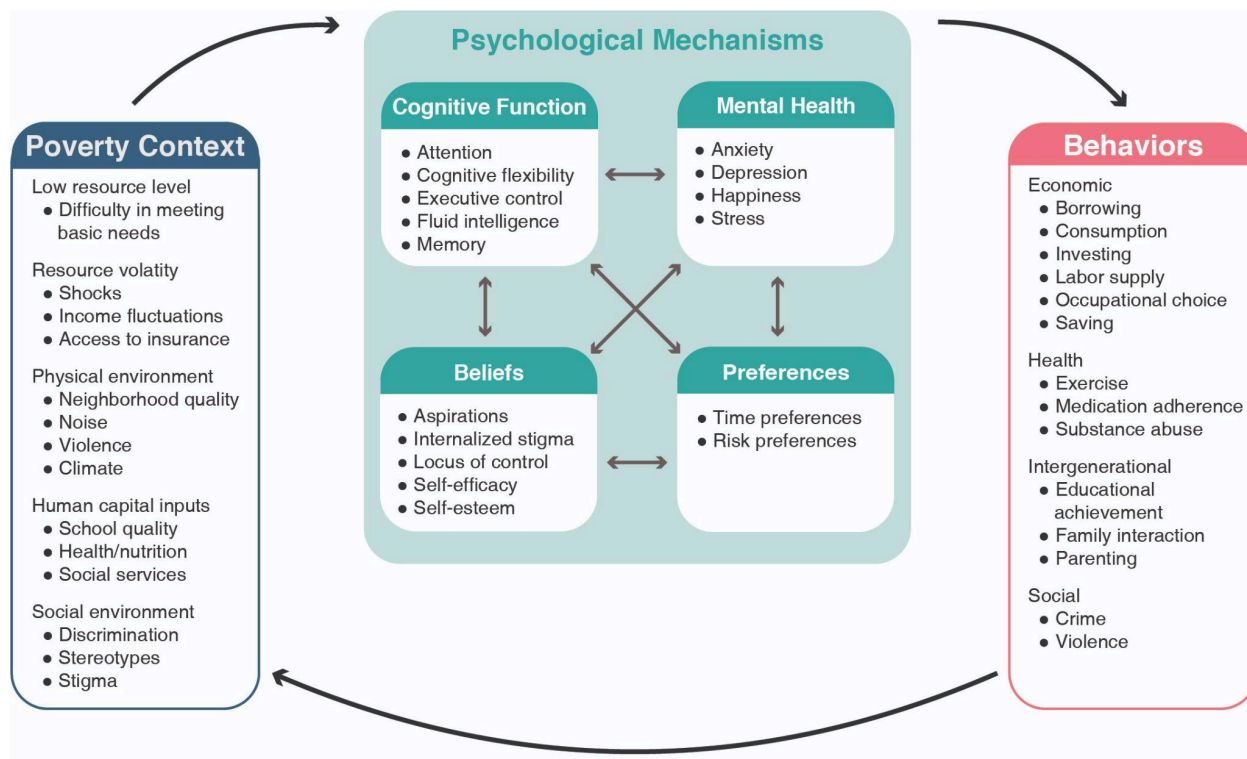 Psychological Mechanisms
Poverty Context
Low resource level
● Difficulty in meeting
basic needs
Resource volatity
● Shocks
● Income fluctuations
● Access to insurance
Physical environment
● Neighborhood quality
● Noise
● Violence
● Climate
Human capital inputs
● School quality
● Health/nutrition
● Social services
Social environment
● Discrimination
● Stereotypes
● Stigma
Cognitive Function
● Attention
● Cognitive flexibility
● Executive control
● Fluid intelligence
● Memory
Mental Health
● Anxiety
● Depression
● Happiness
● Stress
Beliefs
● Aspirations
● Internalized stigma
● Locus of control
● Self-efficacy
● Self-esteem
Preferences
● Time preferences
● Risk preferences
Behaviors
Economic
● Borrowing
● Consumption
● Investing
● Labor supply
● Occupational choice
● Saving
Health
● Exercise
● Medication adherence
● Substance abuse
Intergenerational
● Educational
achievement
● Family interaction
● Parenting
Social
● Crime
● Violence